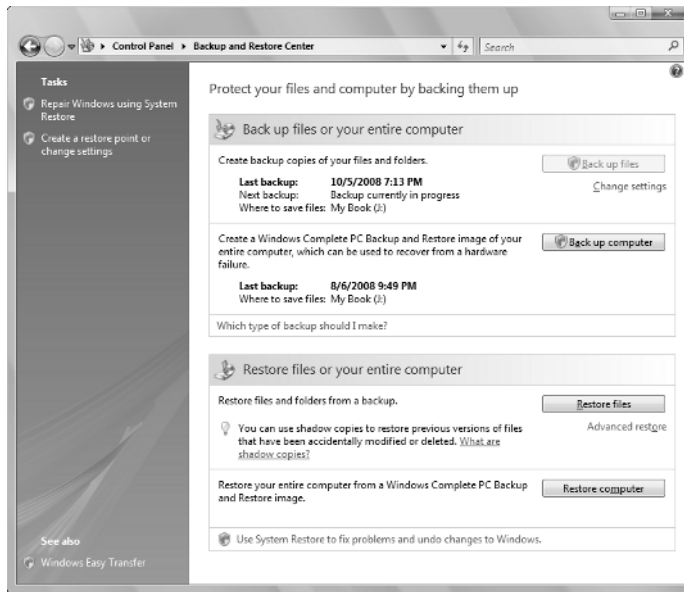 Control Panel ▸ Backup and Restore Center
Search
Tasks
Repair Windows using System
Restore
Create a restore point or
change settings
Protect your files and computer by backing them up
Back up files or your entire computer
Create backup copies of your files and folders.
Back up files
Last backup: 10/5/2008 7:13 PM
Change settings
Next backup: Backup currently in progress
Where to save files: My Book (J:)
Create a Windows Complete PC Backup and Restore image of your
entire computer, which can be used to recover from a hardware
failure.
Back up computer
Last backup: 8/6/2008 9:49 PM
Where to save files: My Book (J:)
Which type of backup should I make?
Restore files or your entire computer
Restore files and folders from a backup.
Restore files
You can use shadow copies to restore previous versions of files
that have been accidentally modified or deleted. What are
shadow copies?
Advanced restore
Restore your entire computer from a Windows Complete PC Backup
and Restore image.
Restore computer
Use System Restore to fix problems and undo changes to Windows.
See also
Windows Easy Transfer